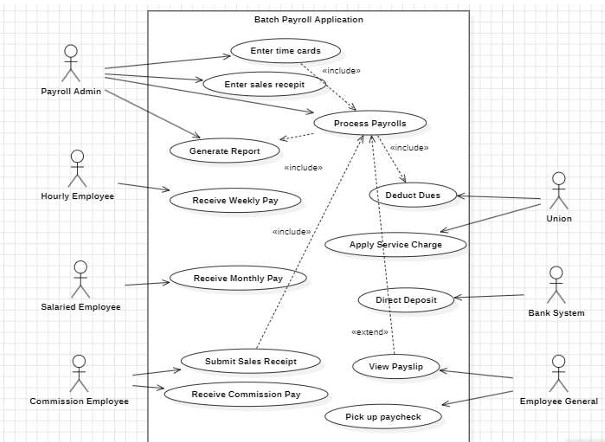 Batch Payroll Application
Enter time cards
«include»
Enter sales receipt
Payroll Admin
Process Payrolls
Generate Report
«include»
«include»
Hourly Employee
Receive Weekly Pay
Deduct Dues
Union
«include»
Apply Service Charge
Receive Monthly Pay
Salaried Employee
Direct Deposit
Bank System
«extend»
Submit Sales Receipt
View Payslip
Commission Employee
Receive Commission Pay
Employee General
Pick up paycheck